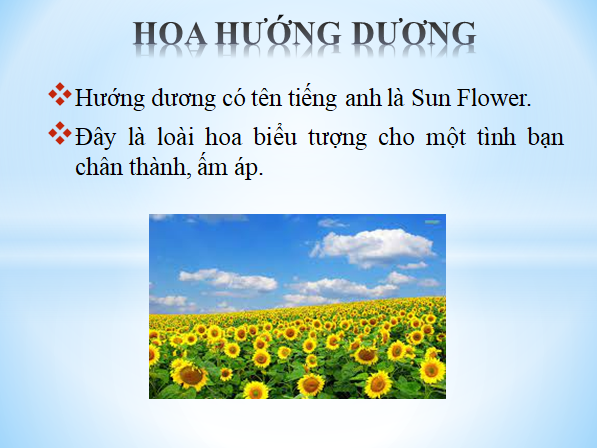 HOA HƯỚNG DƯƠNG
Hướng dương có tên tiếng anh là Sun Flower.
Đây là loài hoa biểu tượng cho một tình bạn
chân thành, ấm áp.